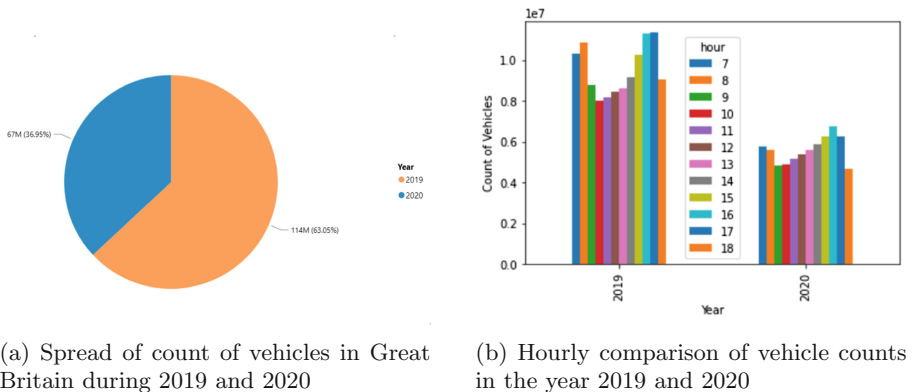 67M (36.95%)
Year
2019
2020
114M (63.05%)
1e7
Count of Vehicles
1.0
0.8
0.6
0.4
0.2
0.0
hour
7
8
9
10
11
12
13
14
15
16
17
18
2019
2020
Year
(a) Spread of count of vehicles in Great
Britain during 2019 and 2020
(b) Hourly comparison of vehicle counts
in the year 2019 and 2020